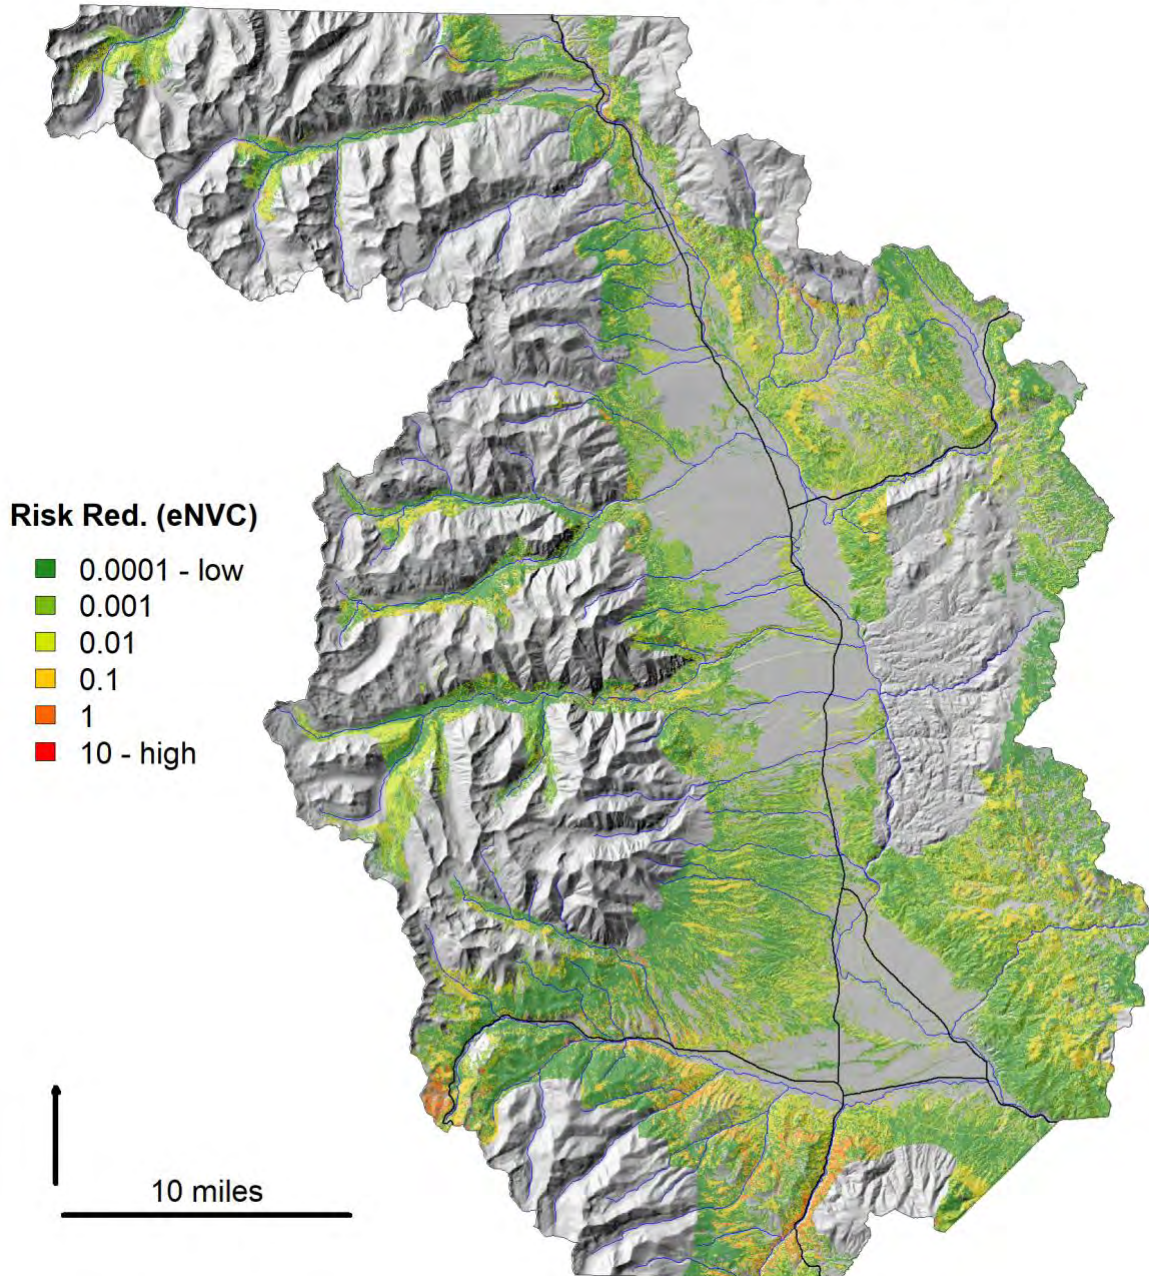 Risk Red. (eNVC)
0.0001 - low
0.001
0.01
0.1
1
10 - high
10 miles